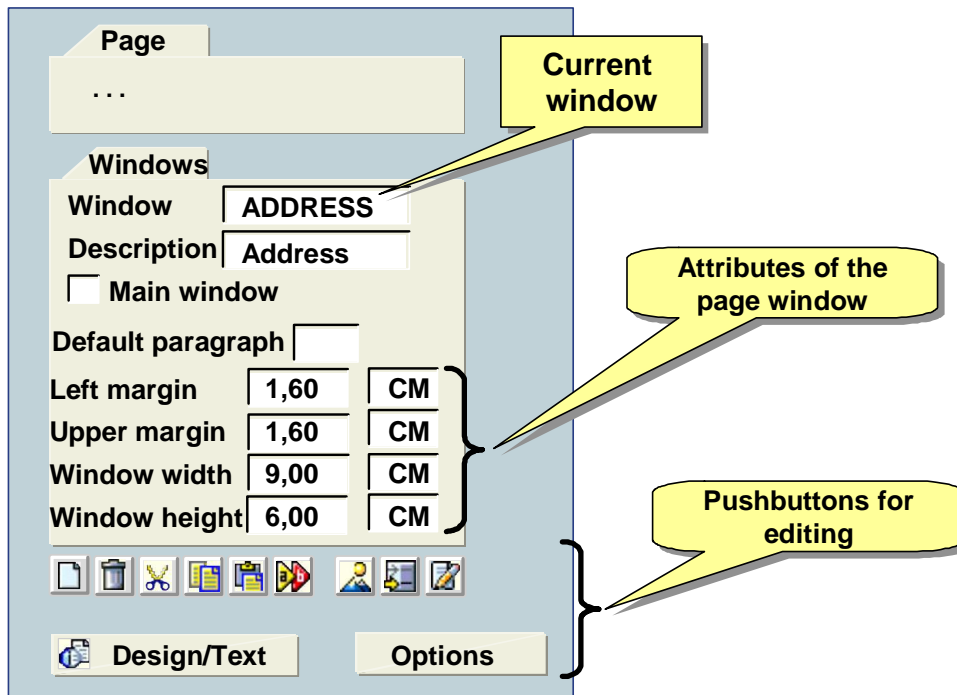 Page
. . .
Current
window
Windows
Window ADDRESS
Description Address
Main window
Attributes of the
page window
Default paragraph
Left margin 1,60 CM
Upper margin 1,60 CM
Window width 9,00 CM
Window height 6,00 CM
Pushbuttons for
editing
Design/Text Options